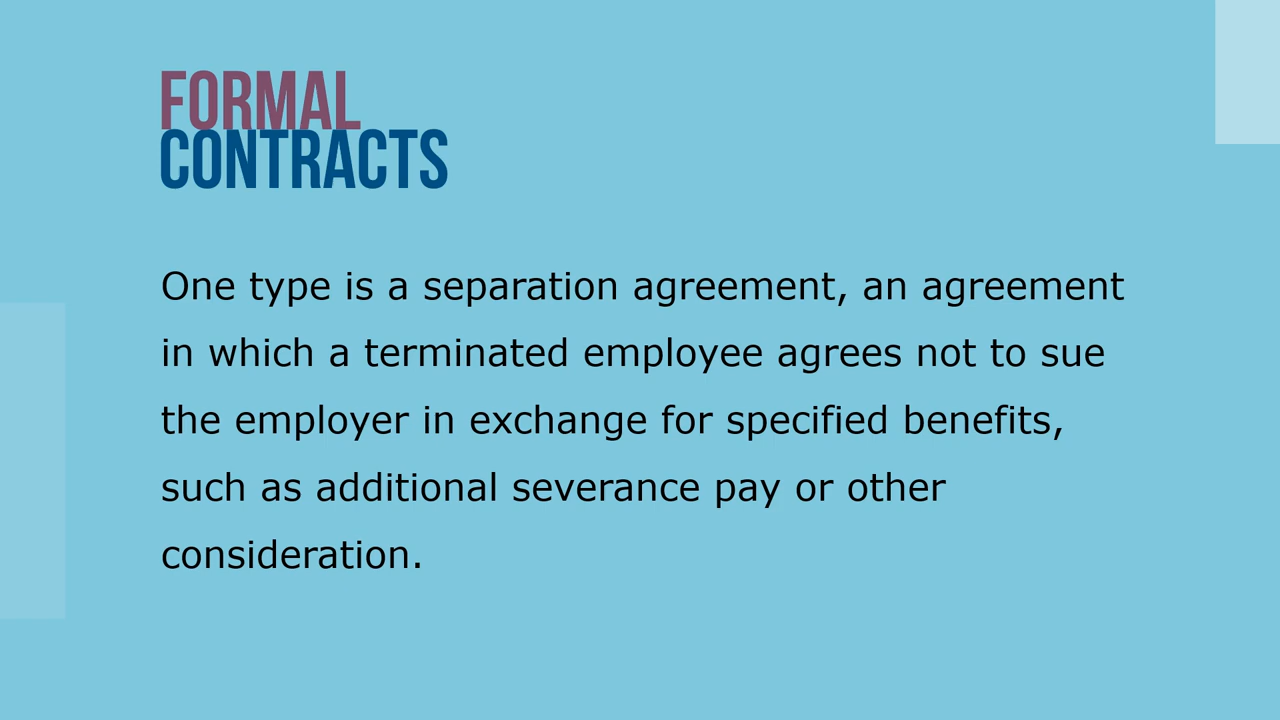 FORMAL
CONTRACTS
One type is a separation agreement, an agreement
in which a terminated employee agrees not to sue
the employer in exchange for specified benefits,
such as additional severance pay or other
consideration.